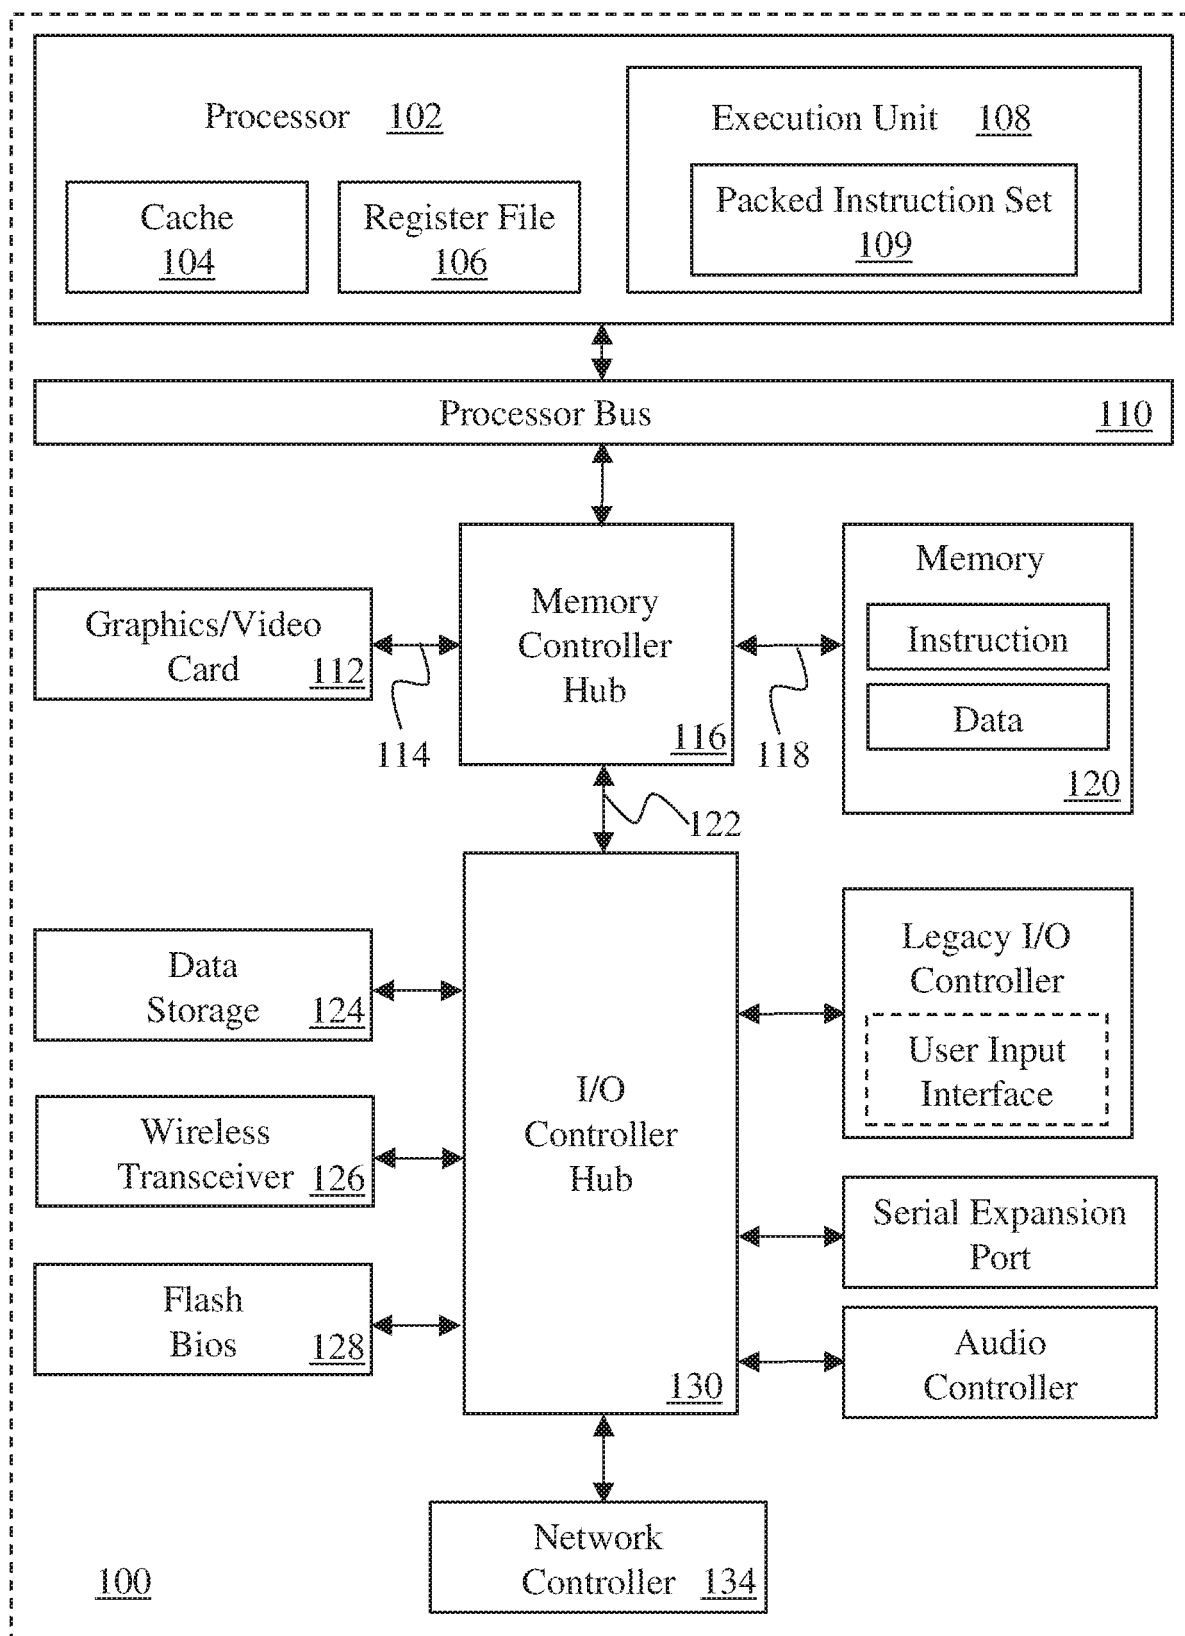 Processor 102
Execution Unit 108
Cache
104
Register File
106
Packed Instruction Set
109
Processor Bus 110
Graphics/Video
Card 112
114
Memory
Controller
Hub
116
118
Memory
Instruction
Data
120
122
Data
Storage 124
Wireless
Transceiver 126
Flash
Bios 128
I/O
Controller
Hub
130
Legacy I/O
Controller
User Input
Interface
Serial Expansion
Port
Audio
Controller
Network
Controller 134
100